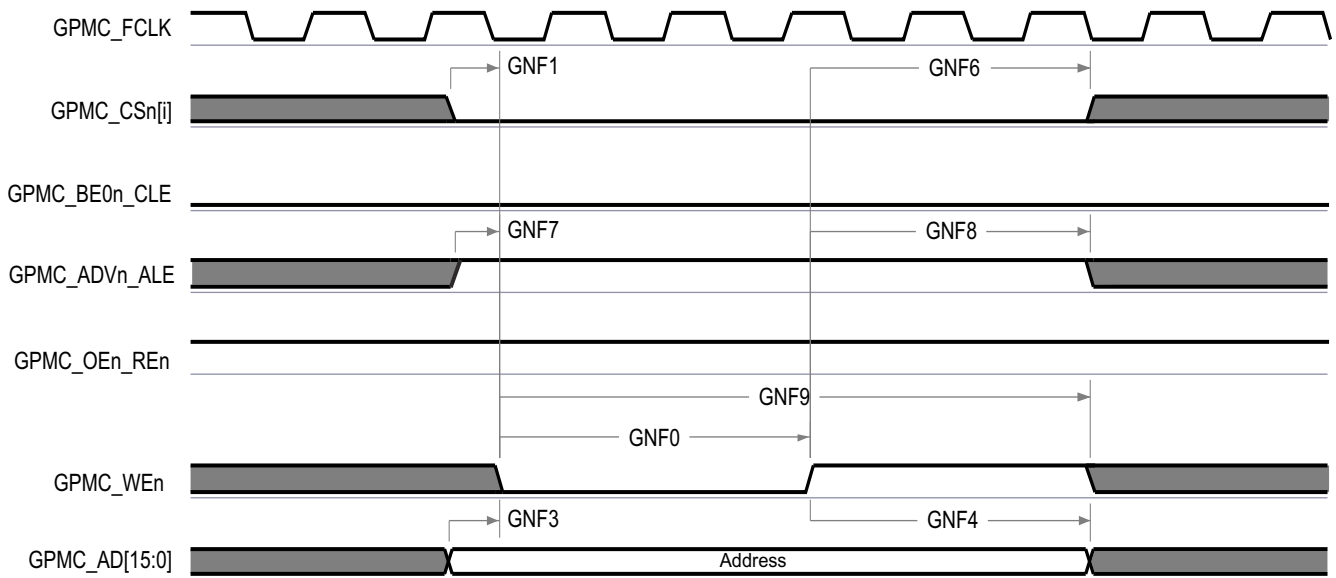 GPMC_FCLK
GNF1
GNF6
GPMC_CSn[i]
GPMC_BE0n_CLE
GNF7
GNF8
GPMC_ADVn_ALE
GPMC_OEn_REn
GNF9
GNF0
GPMC_WEn
GNF3
GNF4
GPMC_AD[15:0]
Address